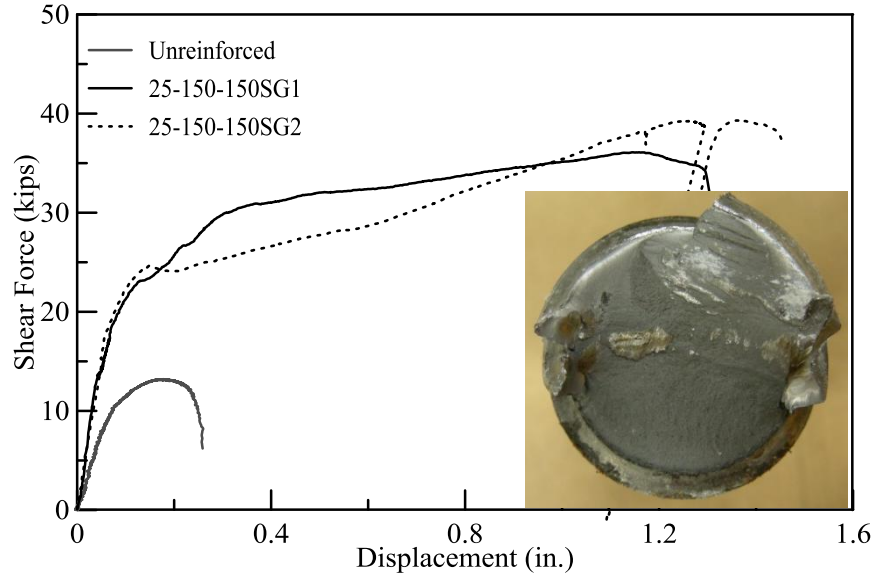 50
40
30
20
10
0
Shear Force (kips)
Unreinforced
25-150-150SG1
25-150-150SG2
0
0.4
0.8
1.2
1.6
Displacement (in.)